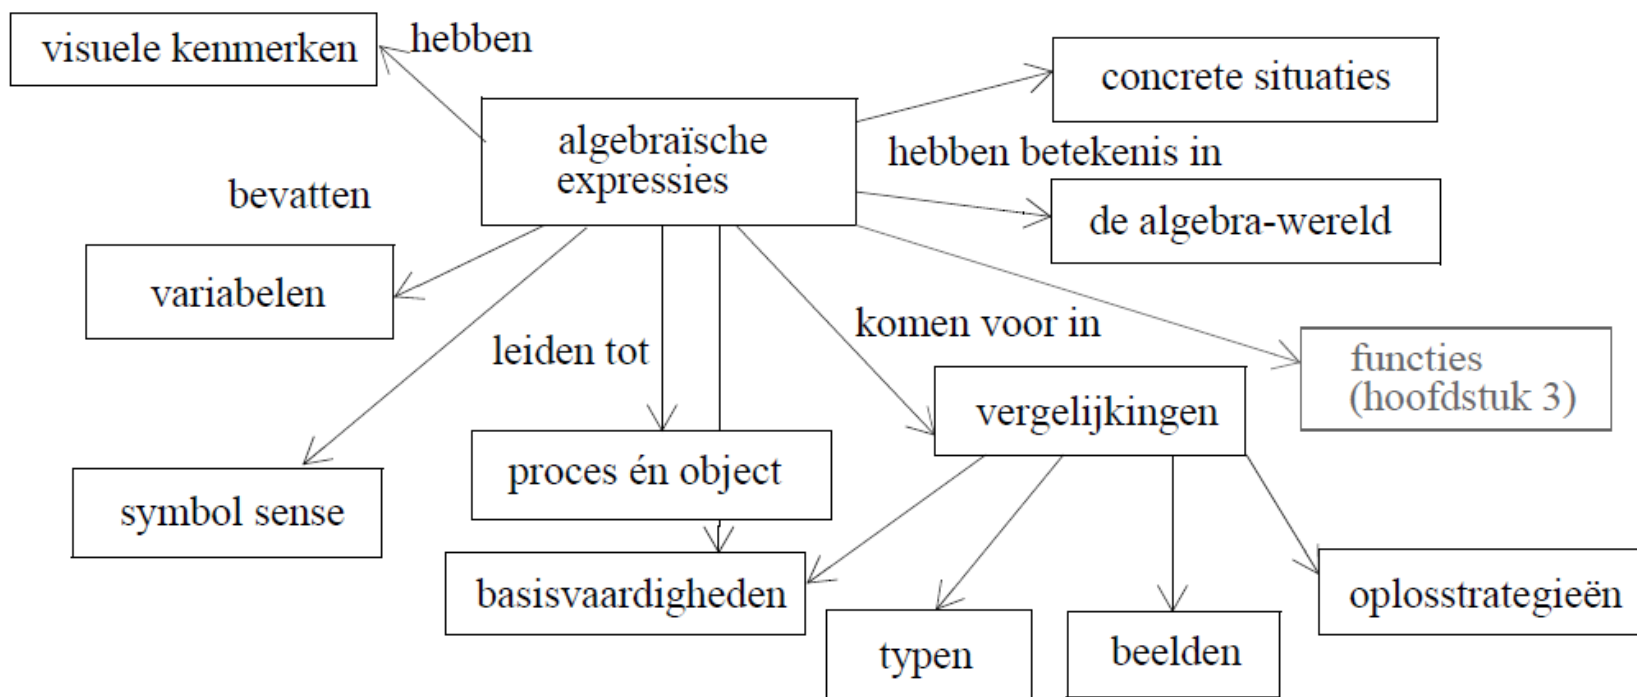 visuele kenmerken
hebben
concrete situaties
algebraïsche
expressies
hebben betekenis in
bevatten
de algebra-wereld
variabelen
leiden tot
komen voor in
functies
(hoofdstuk 3)
vergelijkingen
proces én object
symbol sense
basisvaardigheden
oplosstrategieën
typen
beelden